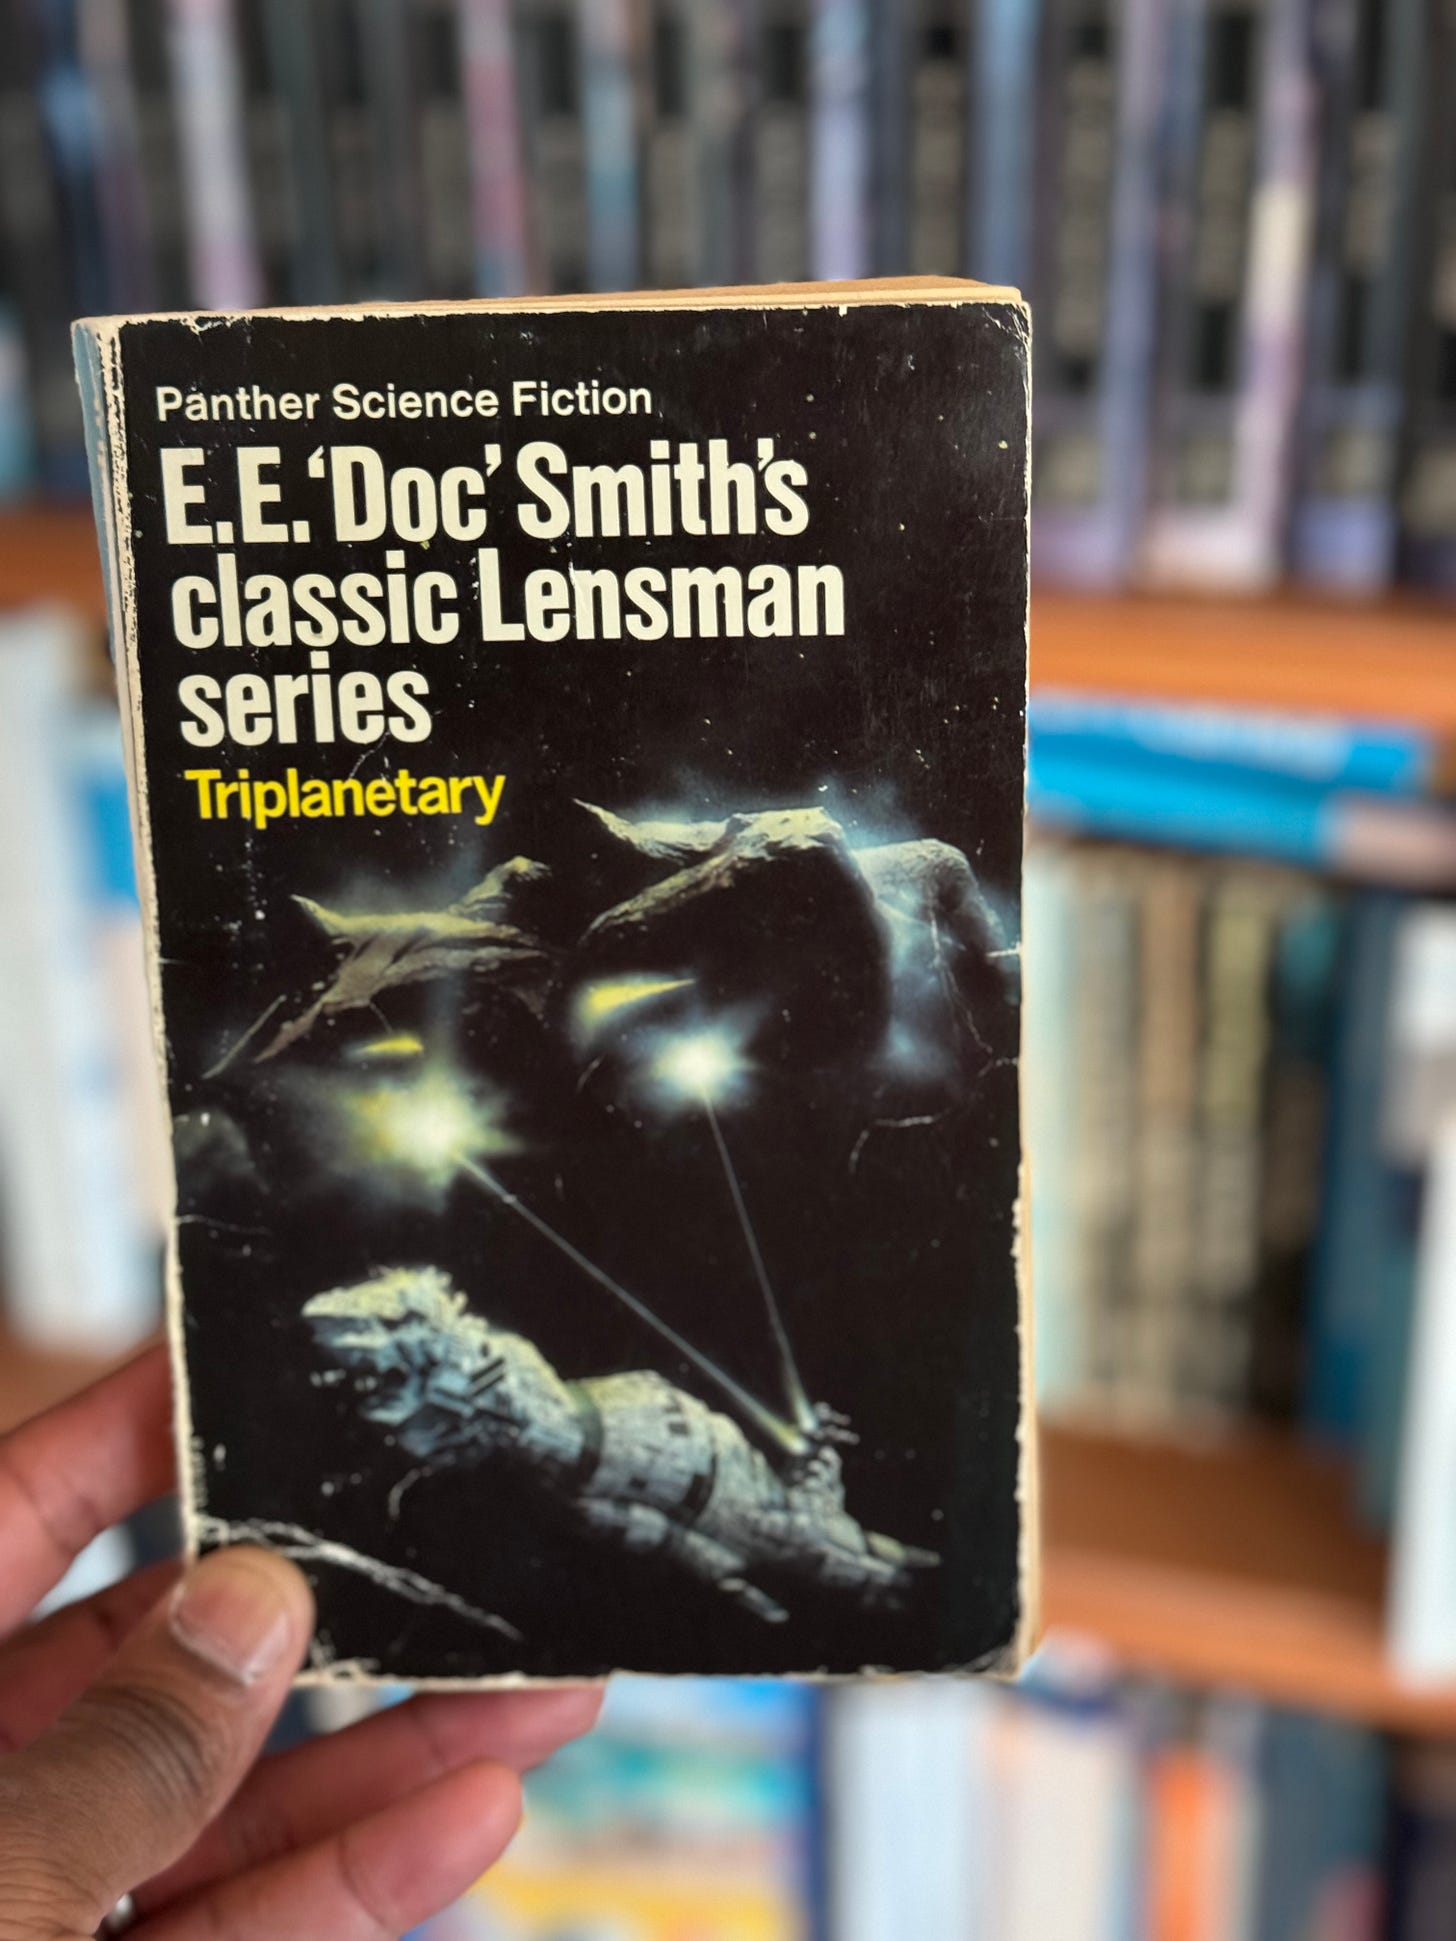 Panther Science Fiction
E.E. ‘Doc’ Smith’s
classic Lensman
series
Triplanetary